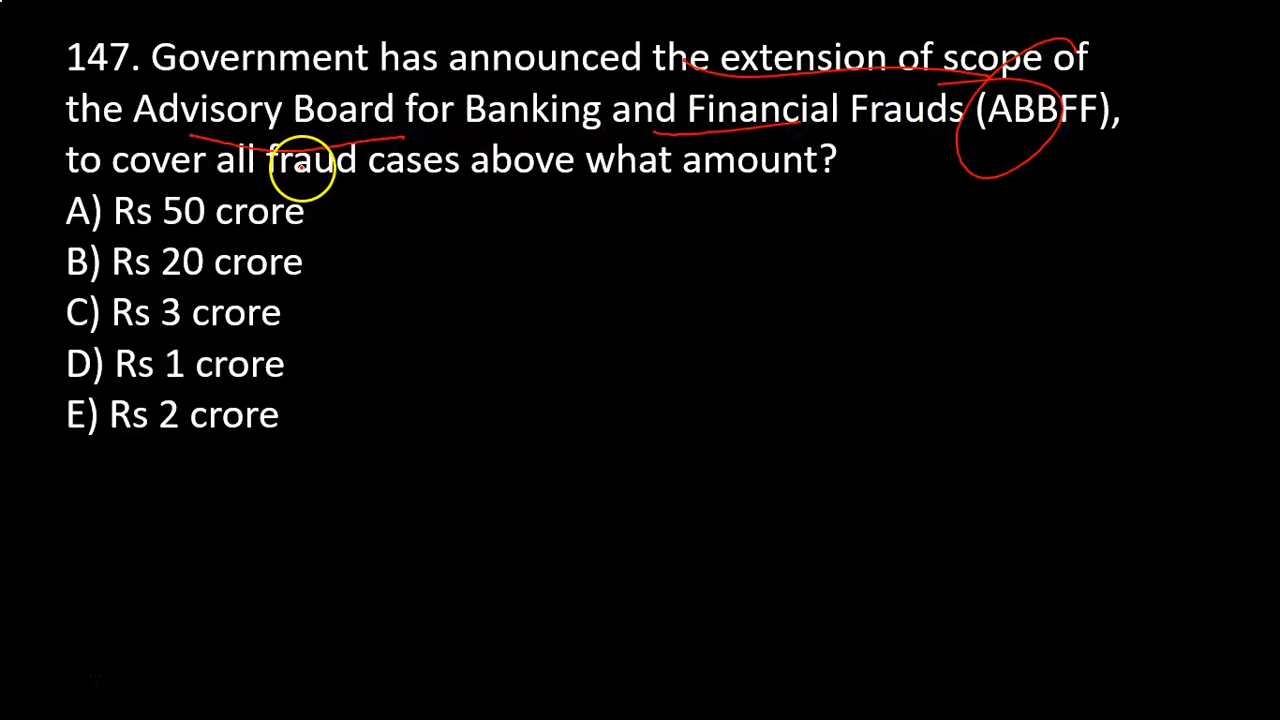 147. Government has announced the extension of scope of
the Advisory Board for Banking and Financial Frauds (ABBFF),
to cover all fraud cases above what amount?
A) Rs 50 crore
B) Rs 20 crore
C) Rs 3 crore
D) Rs 1 crore
E) Rs 2 crore